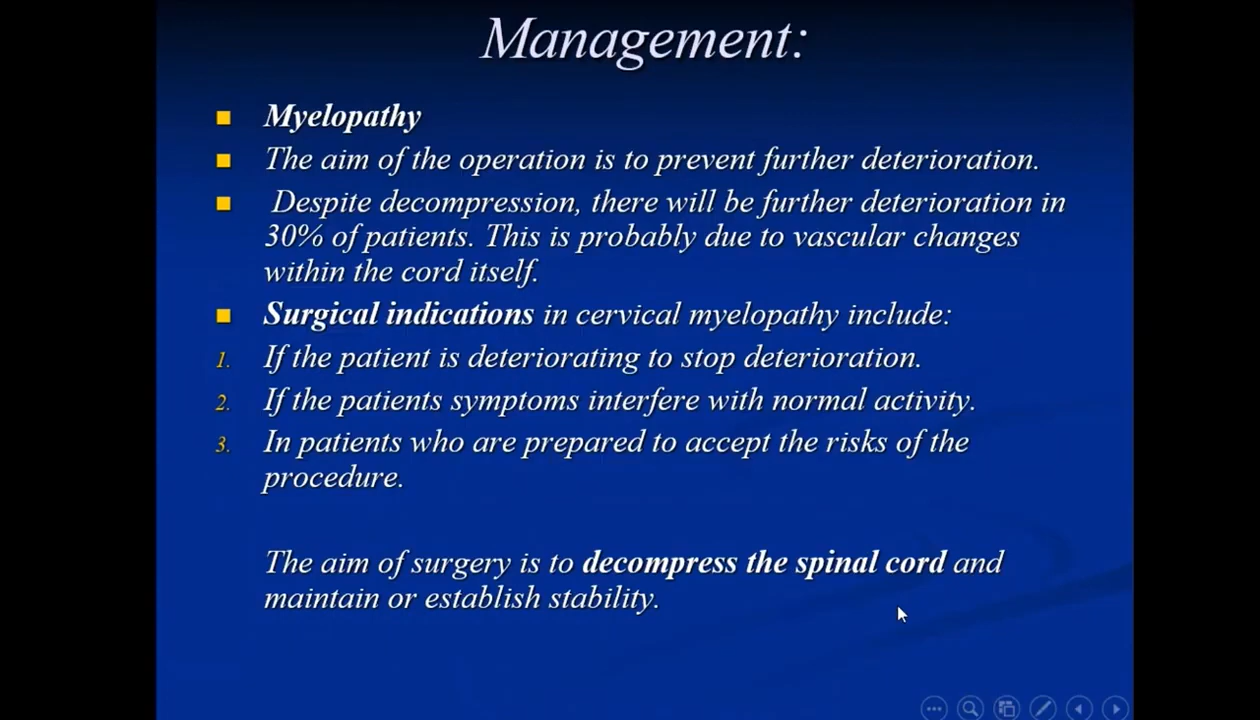 Management:
Myelopathy
The aim of the operation is to prevent further deterioration.
Despite decompression, there will be further deterioration in
30% of patients. This is probably due to vascular changes
within the cord itself.
Surgical indications in cervical myelopathy include:
1. If the patient is deteriorating to stop deterioration.
2. If the patients symptoms interfere with normal activity.
3. In patients who are prepared to accept the risks of the
procedure.
The aim of surgery is to decompress the spinal cord and
maintain or establish stability.